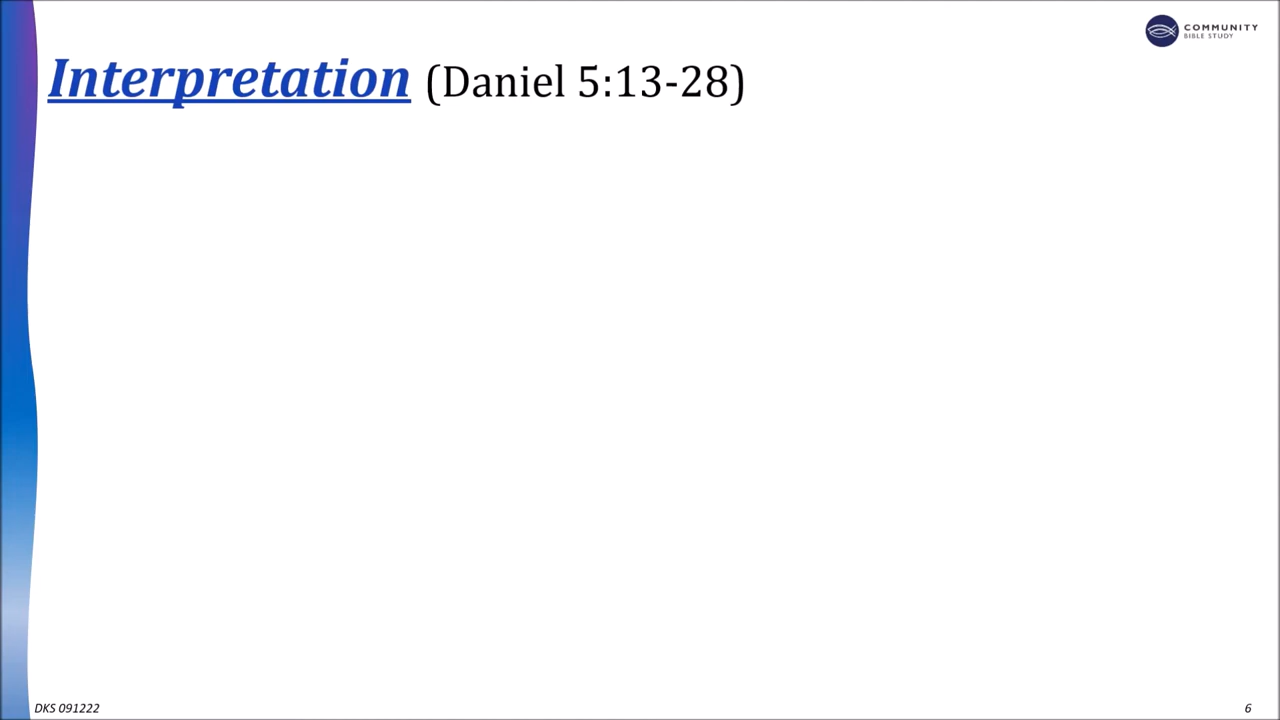 COMMUNITY
BIBLE STUDY
Interpretation (Daniel 5:13-28)
DKS 091222
6